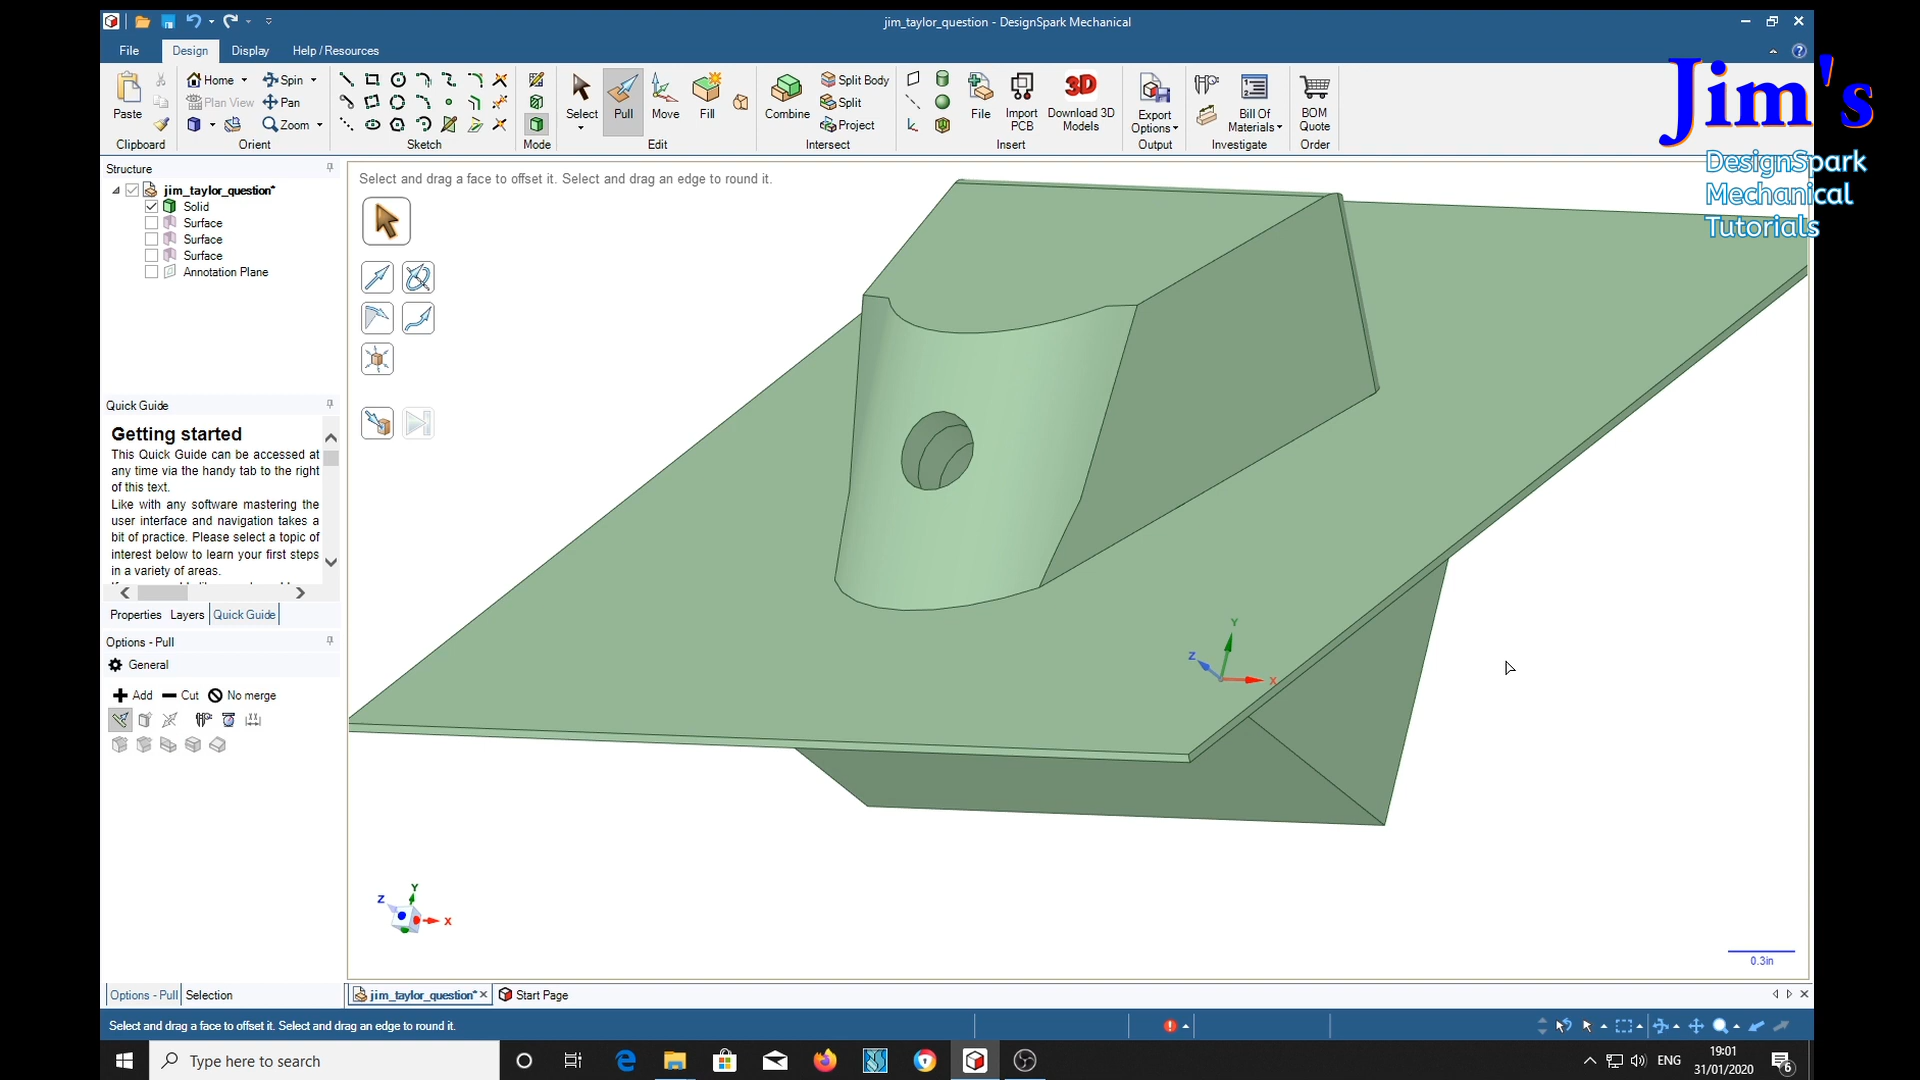 jim_taylor_question - DesignSpark Mechanical
File Design Display Help / Resources
Jim's
DesignSpark
Mechanical
Tutorials
Paste
Clipboard
Home Spin
Plan View Pan
Zoom
Orient
Sketch
Mode
Select Pull Move Fill
Edit
Combine
Split Body
Split
Project
Intersect
File Import PCB Download 3D Models
3D
Insert
Export Options
Output
Bill Of Materials
Investigate
BOM Quote
Order
Structure
jim_taylor_question*
Solid
Surface
Surface
Surface
Annotation Plane
Select and drag a face to offset it. Select and drag an edge to round it.
Quick Guide
Getting started
This Quick Guide can be accessed at
any time via the handy tab to the right
of this text.
Like with any software mastering the
user interface and navigation takes a
bit of practice. Please select a topic of
interest below to learn your first steps
in a variety of areas.
Properties Layers Quick Guide
Options - Pull
General
Add Cut No merge
Y
Z
X
Y
Z
X
0.3in
Options - Pull Selection
jim_taylor_question* Start Page
Select and drag a face to offset it. Select and drag an edge to round it.
Type here to search
ENG
19:01
31/01/2020
6